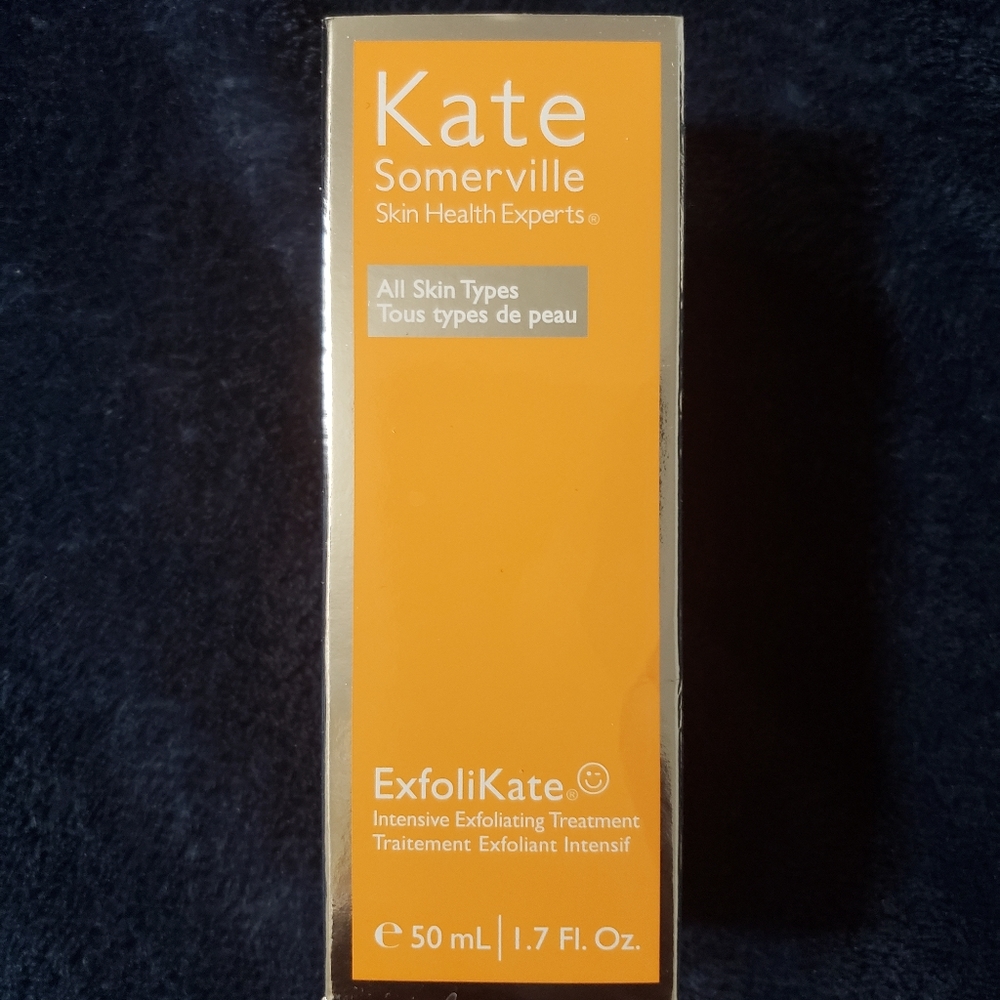 Kate
Somerville
Skin Health Experts®
All Skin Types
Tous types de peau
ExfoliKate®
Intensive Exfoliating Treatment
Traitement Exfoliant Intensif
℮ 50 mL | 1.7 Fl. Oz.